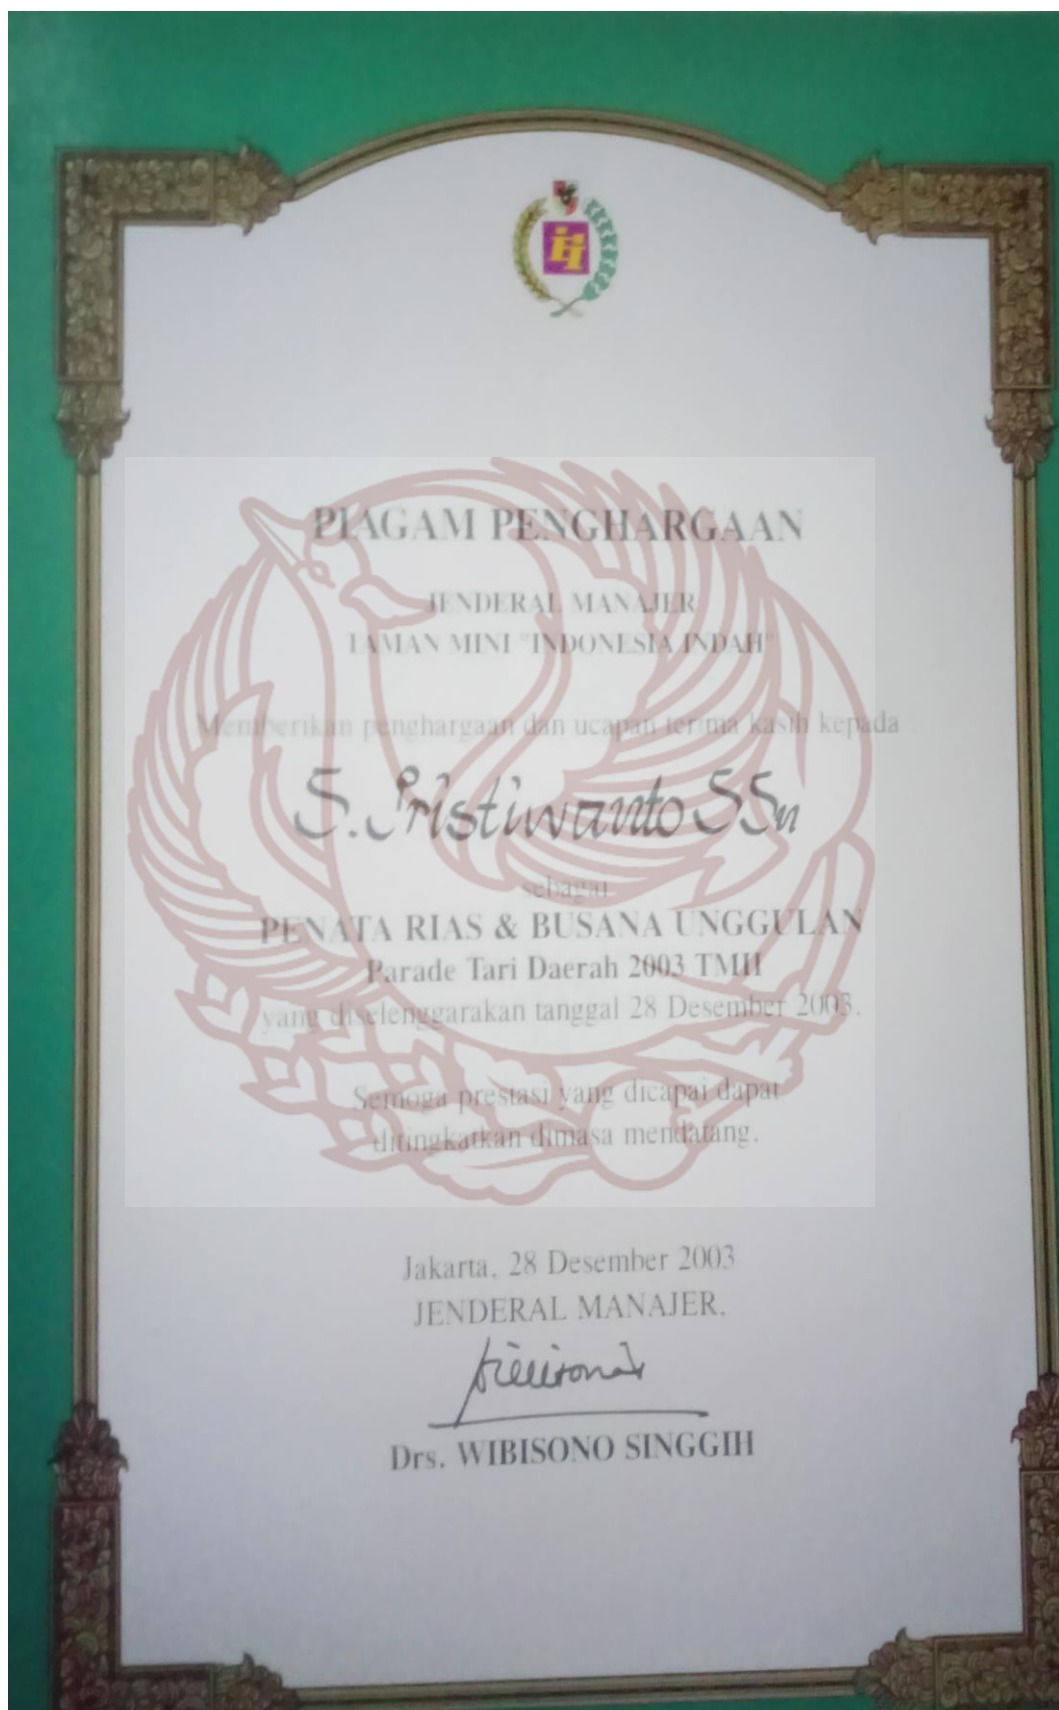 PIAGAM PENGHARGAAN
JENDERAL MANAJER
TAMAN MINI "INDONESIA INDAH"
Memberikan penghargaan dan ucapan terima kasih kepada
S. Pristiwanto SSn
sebagai
PENATA RIAS & BUSANA UNGGULAN
Parade Tari Daerah 2003 TMII
yang diselenggarakan tanggal 28 Desember 2003.
Semoga prestasi yang dicapai dapat
ditingkatkan dimasa mendatang.
Jakarta, 28 Desember 2003
JENDERAL MANAJER.
Drs. WIBISONO SINGGIH